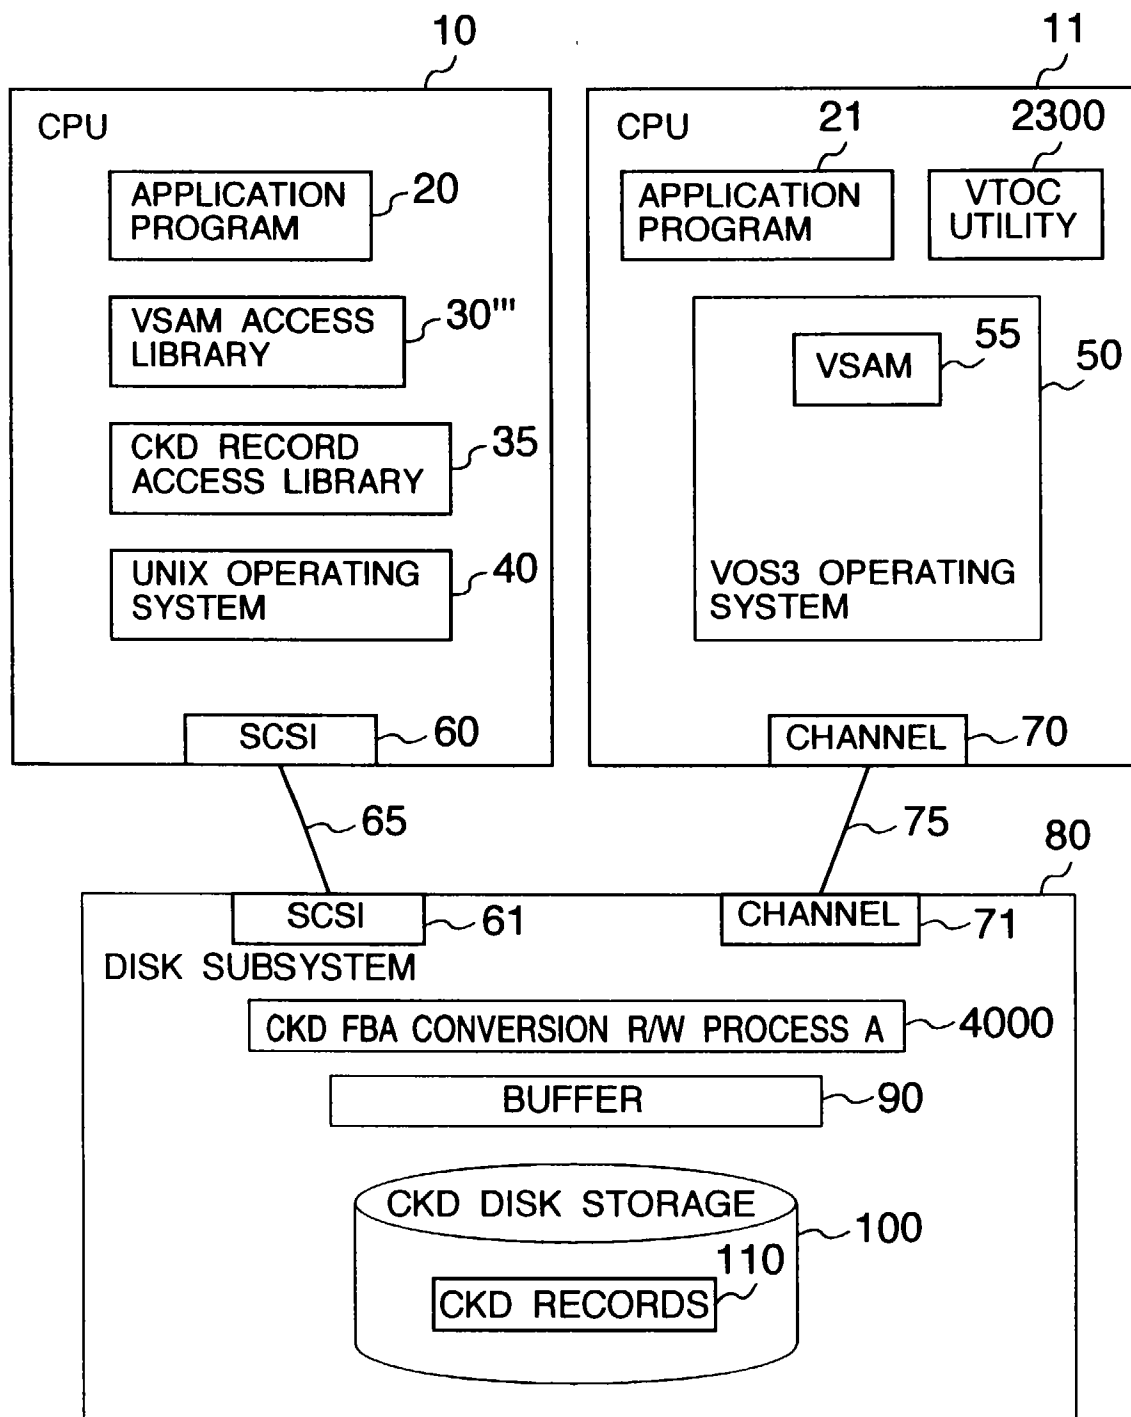 10
CPU
APPLICATION
PROGRAM
20
VSAM ACCESS
LIBRARY
30'''
CKD RECORD
ACCESS LIBRARY
35
UNIX OPERATING
SYSTEM
40
SCSI
60
65
11
CPU
21
APPLICATION
PROGRAM
2300
VTOC
UTILITY
VSAM
55
50
VOS3 OPERATING
SYSTEM
CHANNEL
70
75
80
SCSI
61
CHANNEL
71
DISK SUBSYSTEM
CKD FBA CONVERSION R/W PROCESS A
4000
BUFFER
90
CKD DISK STORAGE
100
110
CKD RECORDS